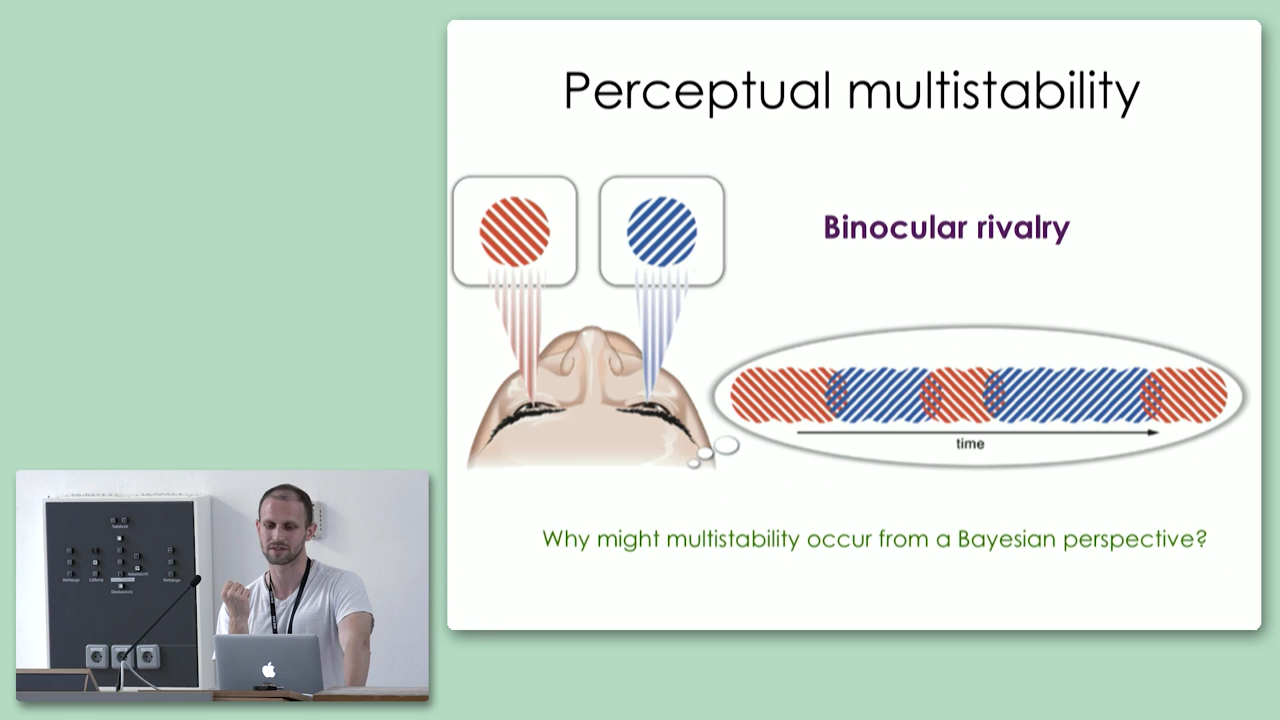 Perceptual multistability
Binocular rivalry
time
Why might multistability occur from a Bayesian perspective?